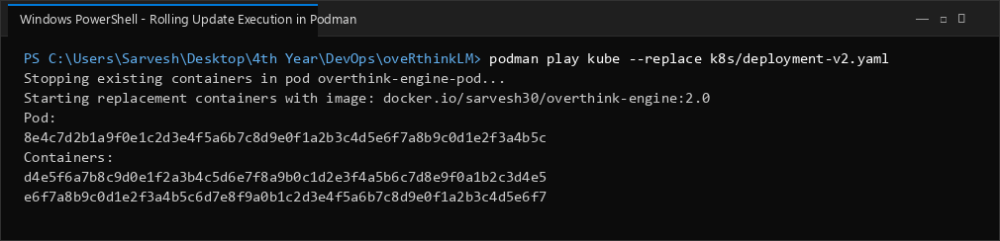 Windows PowerShell - Rolling Update Execution in Podman
PS C:\Users\Sarvesh\Desktop\4th Year\DevOps\oveRthinkLM> podman play kube --replace k8s/deployment-v2.yaml
Stopping existing containers in pod overthink-engine-pod...
Starting replacement containers with image: docker.io/sarvesh30/overthink-engine:2.0
Pod:
8e4c7d2b1a9f0e1c2d3e4f5a6b7c8d9e0f1a2b3c4d5e6f7a8b9c0d1e2f3a4b5c
Containers:
d4e5f6a7b8c9d0e1f2a3b4c5d6e7f8a9b0c1d2e3f4a5b6c7d8e9f0a1b2c3d4e5
e6f7a8b9c0d1e2f3a4b5c6d7e8f9a0b1c2d3e4f5a6b7c8d9e0f1a2b3c4d5e6f7